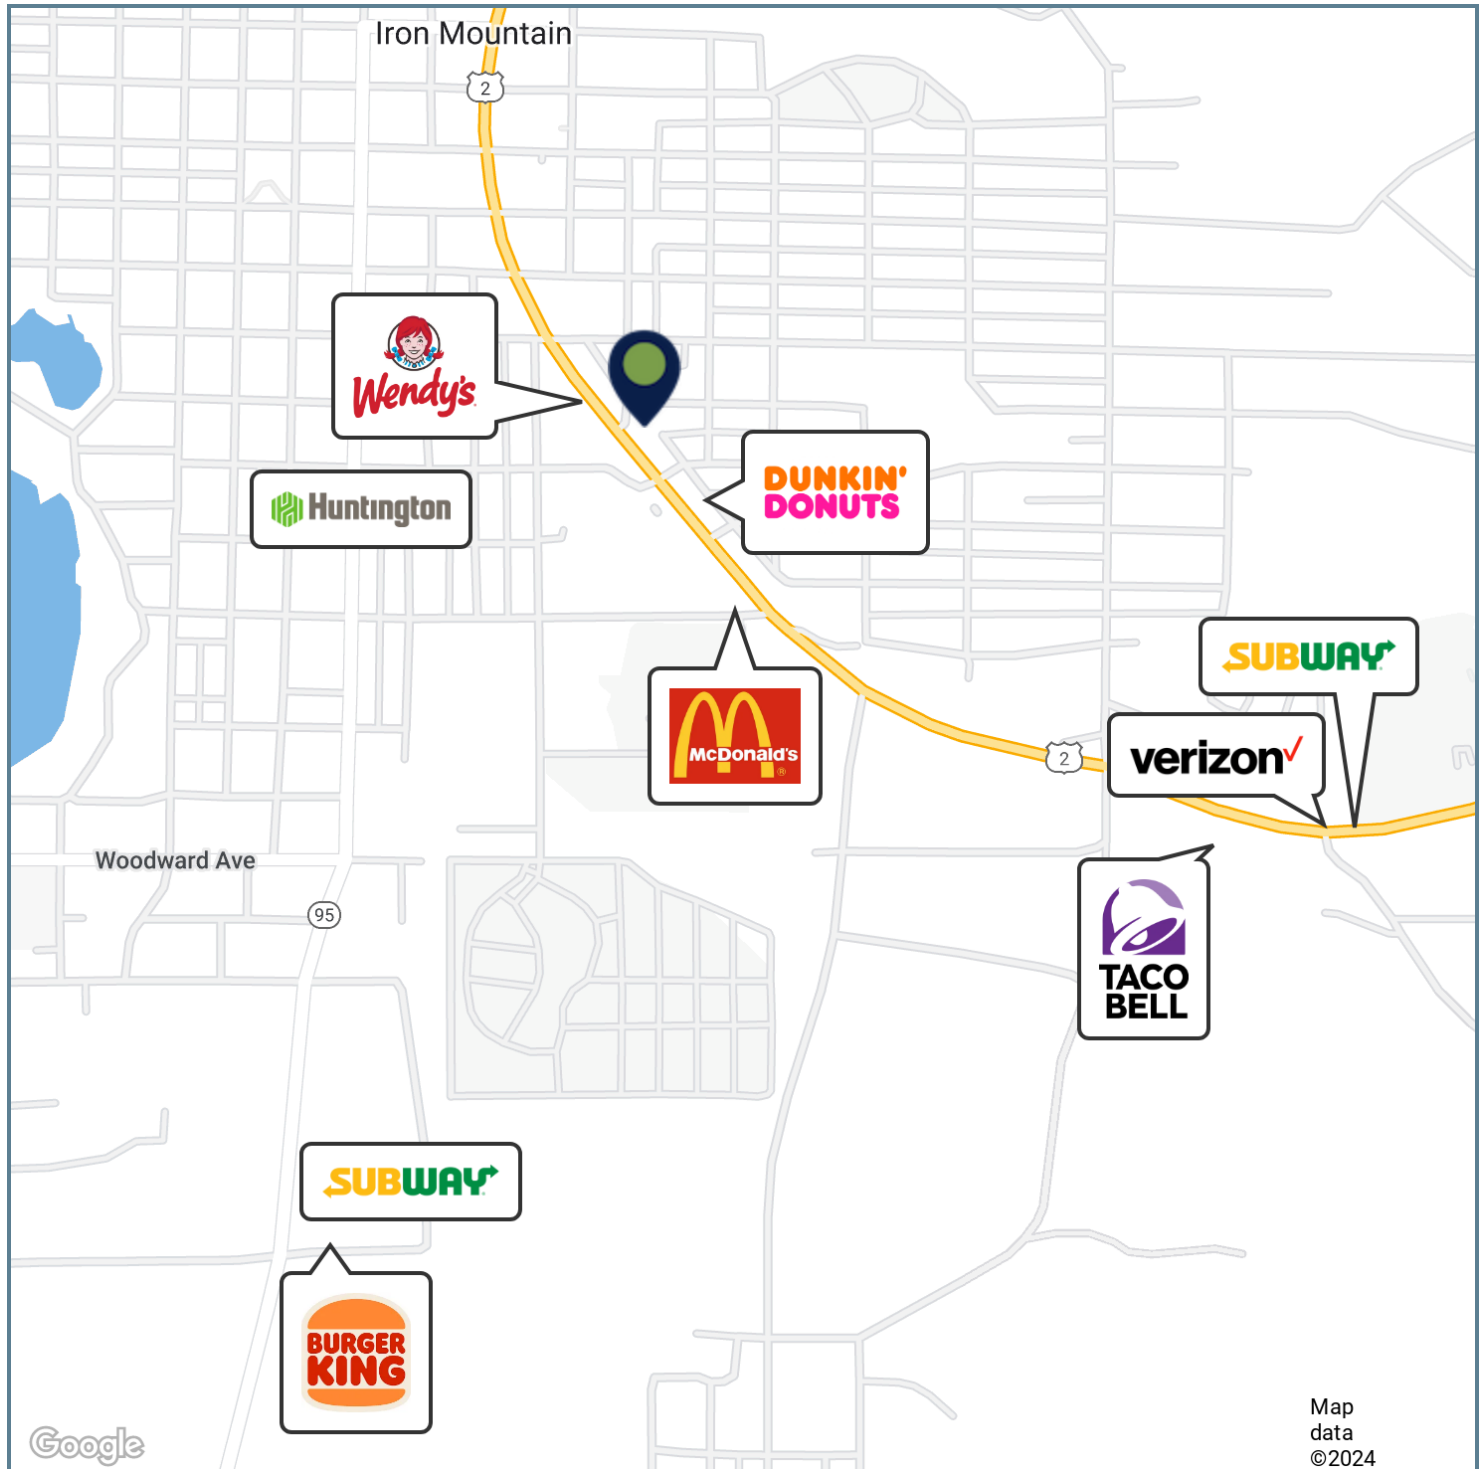 Iron Mountain
2
Wendy's
Huntington
DUNKIN'
DONUTS
SUBWAY
McDonald's
®
verizon
2
Woodward Ave
95
TACO
BELL
SUBWAY
BURGER
KING
Google
Map
data
©2024